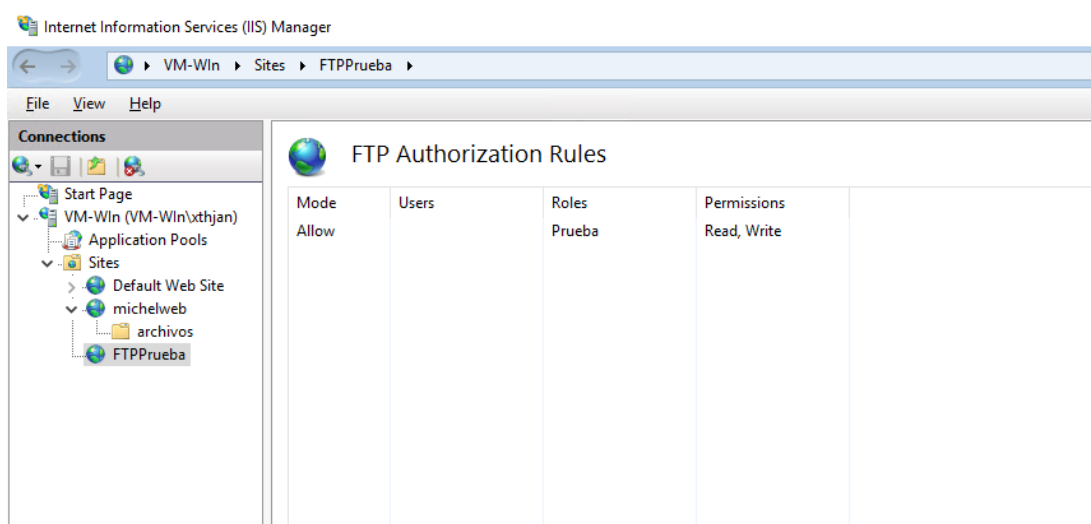 Internet Information Services (IIS) Manager
VM-WIn Sites FTPPrueba
File View Help
Connections
Start Page
VM-WIn (VM-WIn\xthjan)
Application Pools
Sites
Default Web Site
michelweb
archivos
FTPPrueba
FTP Authorization Rules
Mode Users Roles Permissions
Allow Prueba Read, Write